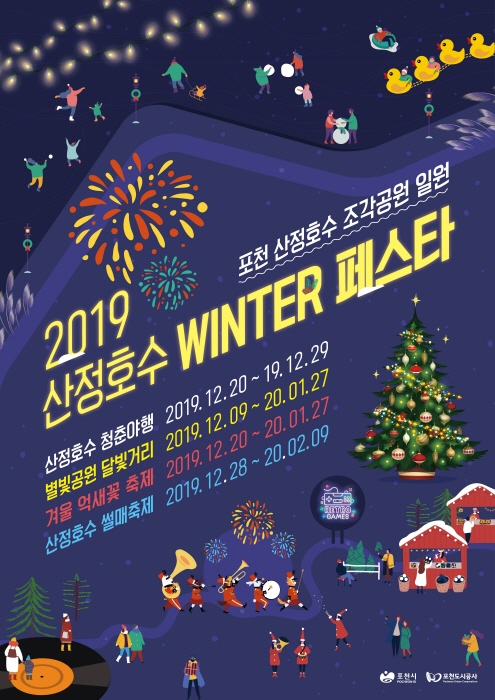 포천 산정호수 조각공원 일원
2019
산정호수 WINTER 페스타
산정호수 청춘야행 2019.12.20 ~ 19.12.29
별빛공원 달빛거리 2019.12.09 ~ 20.01.27
겨울 억새꽃 축제 2019.12.20 ~ 20.01.27
산정호수 썰매축제 2019.12.28 ~ 20.02.09
RETRO
GAMES
포천시
포천도시공사